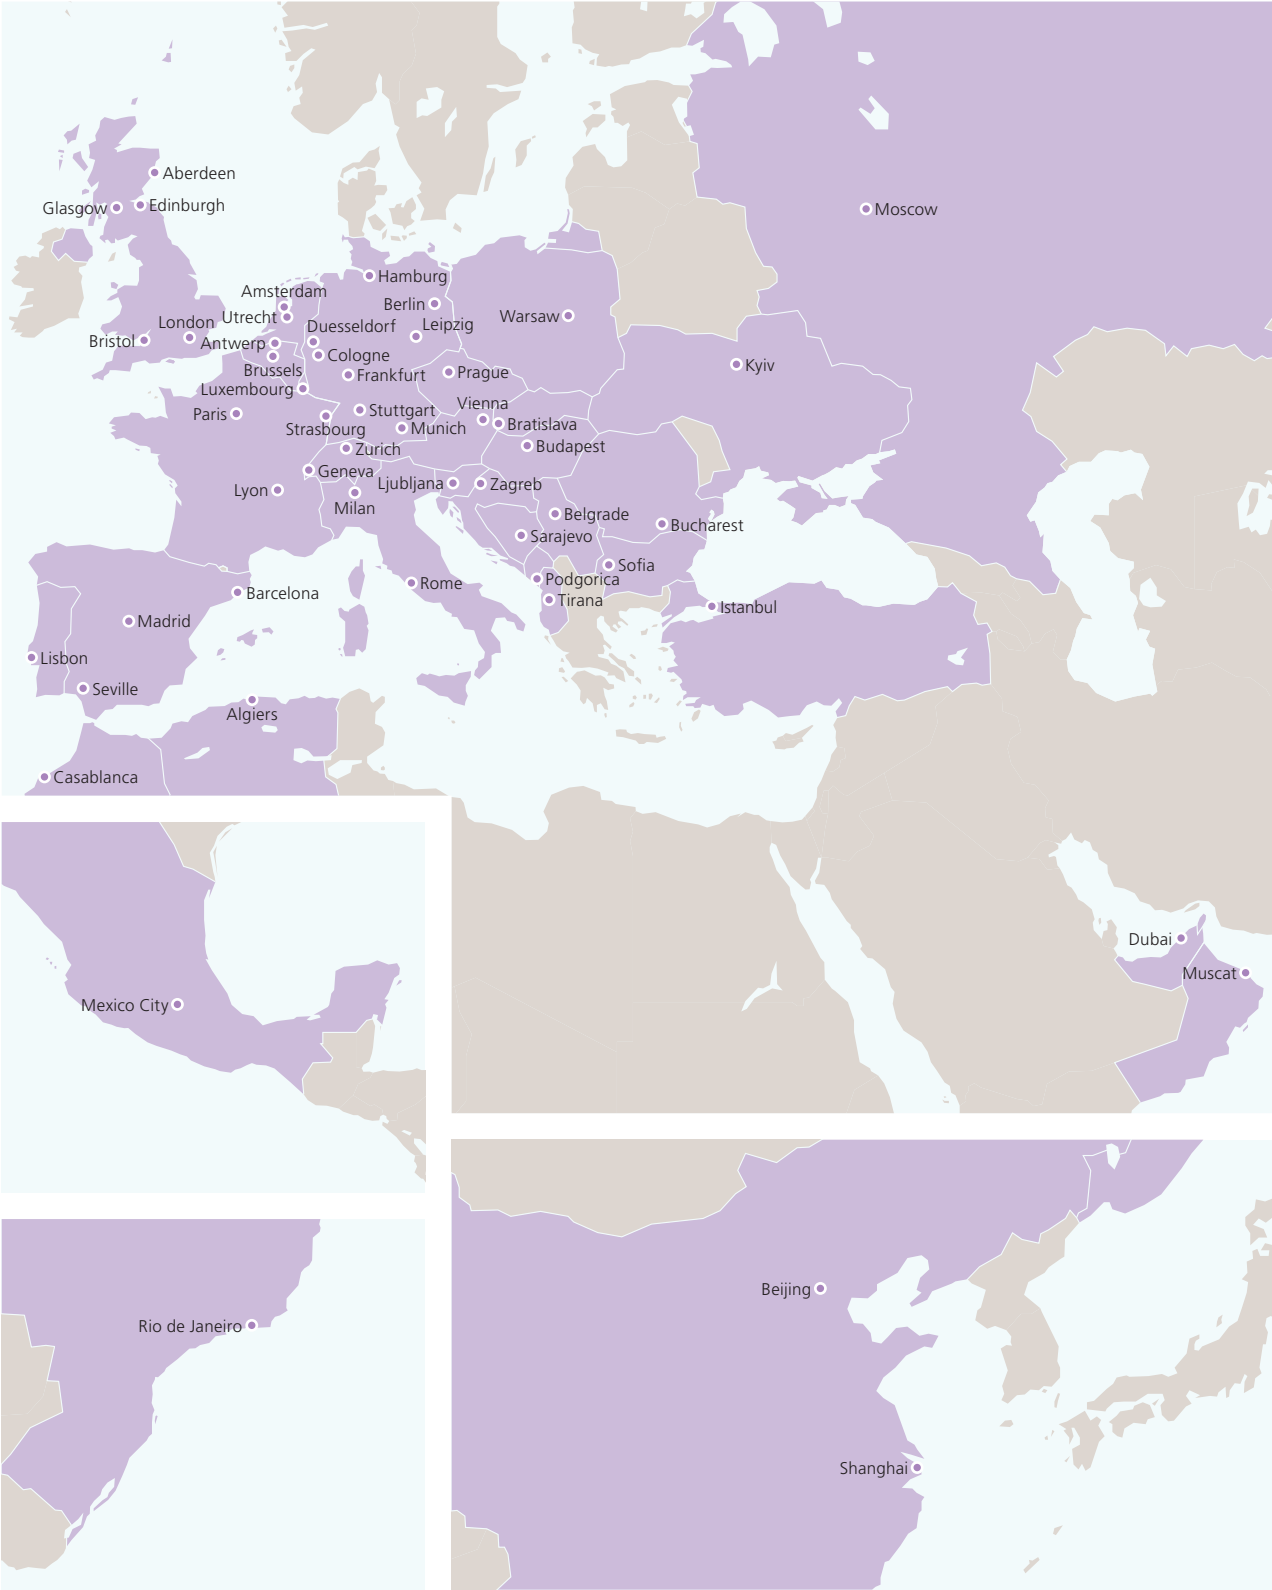 Aberdeen
Glasgow
Edinburgh
Moscow
Hamburg
Amsterdam
Berlin
Utrecht
Warsaw
London
Duesseldorf
Leipzig
Bristol
Antwerp
Cologne
Brussels
Kyiv
Frankfurt
Prague
Luxembourg
Vienna
Paris
Stuttgart
Strasbourg
Munich
Bratislava
Budapest
Zurich
Geneva
Ljubljana
Zagreb
Lyon
Milan
Belgrade
Bucharest
Sarajevo
Sofia
Podgorica
Rome
Barcelona
Tirana
Istanbul
Madrid
Lisbon
Seville
Algiers
Casablanca
Dubai
Muscat
Mexico City
Beijing
Rio de Janeiro
Shanghai